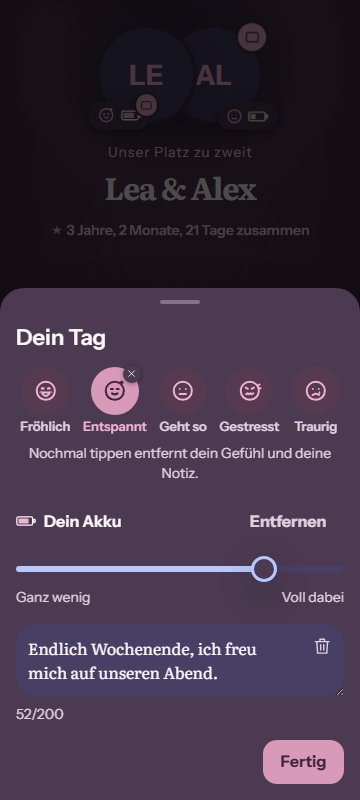 LE AL
Unser Platz zu zweit
Lea & Alex
★ 3 Jahre, 2 Monate, 21 Tage zusammen
Dein Tag
Fröhlich Entspannt Geht so Gestresst Traurig
Nochmal tippen entfernt dein Gefühl und deine
Notiz.
Dein Akku Entfernen
Ganz wenig Voll dabei
Endlich Wochenende, ich freu
mich auf unseren Abend.
52/200
Fertig